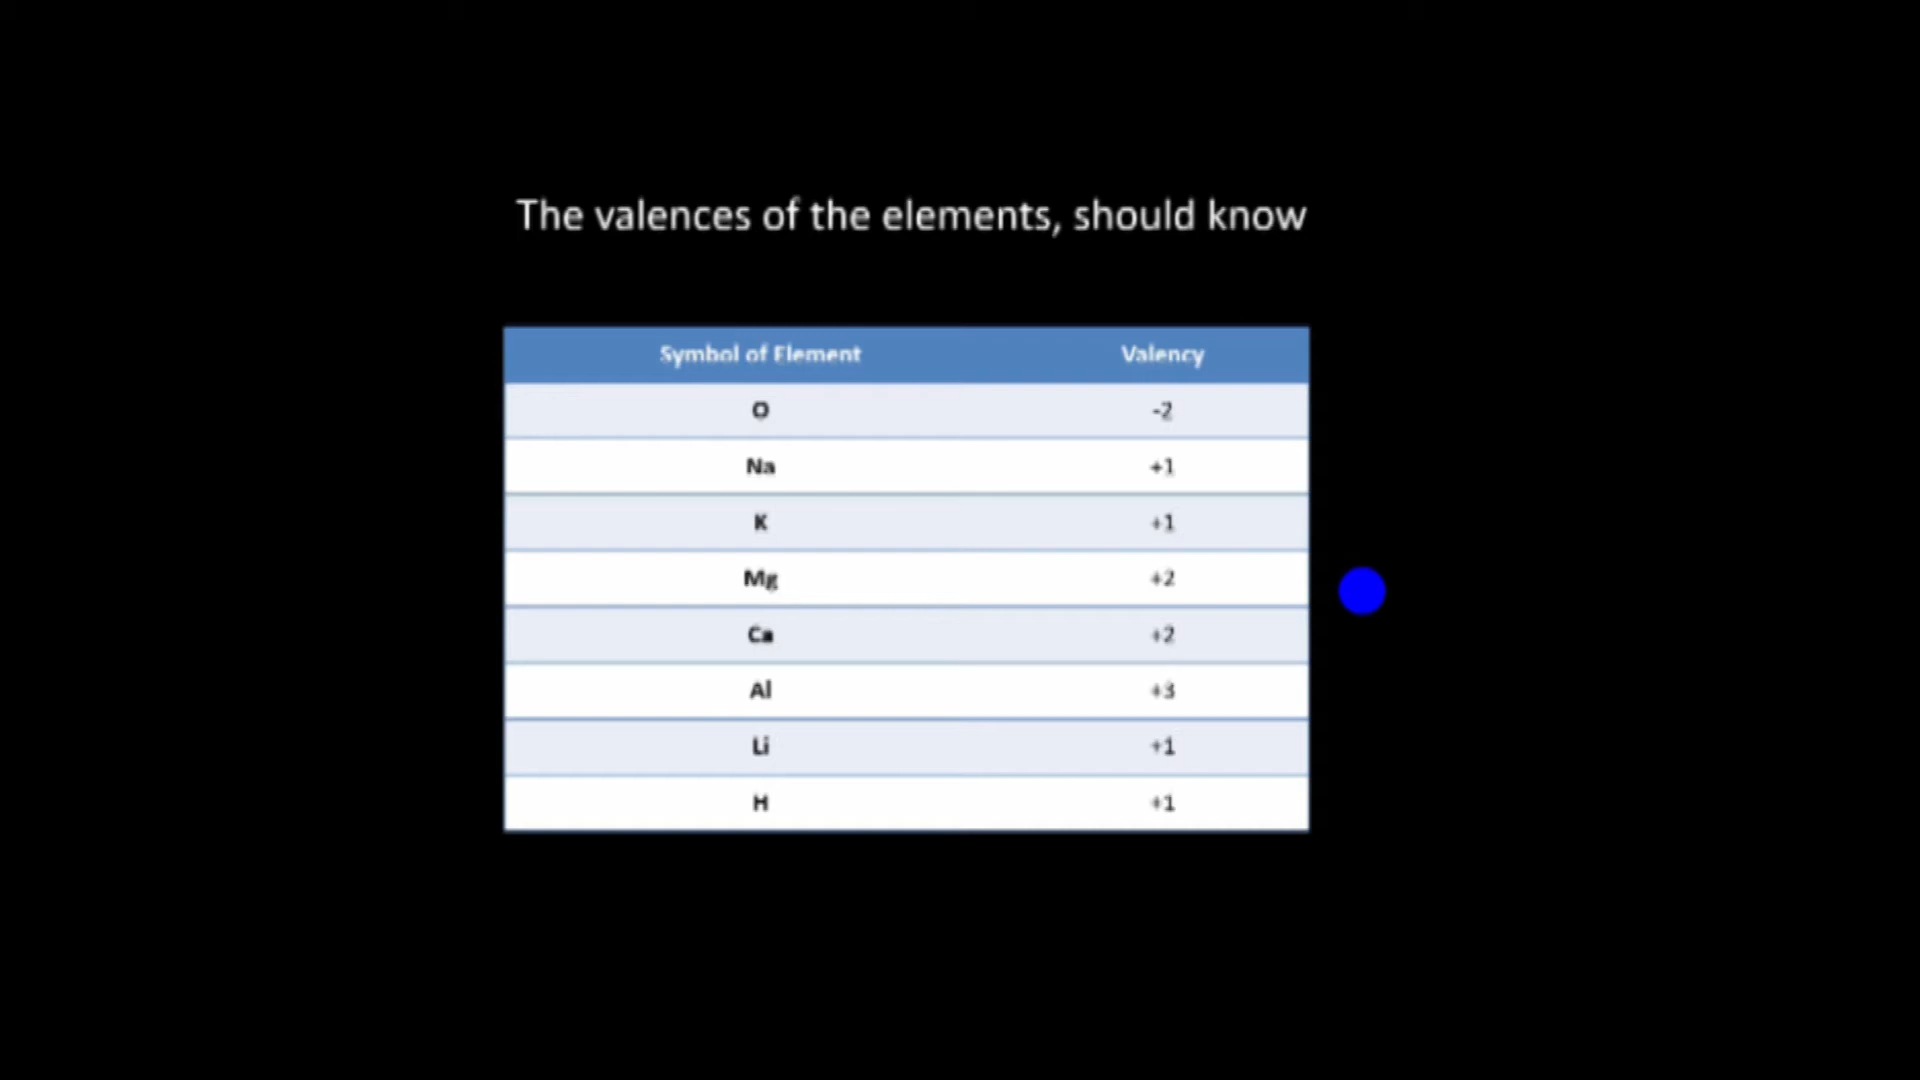 The valences of the elements, should know
Symbol of Element Valency
O -2
Na +1
K +1
Mg +2
Ca +2
Al +3
Li +1
H +1